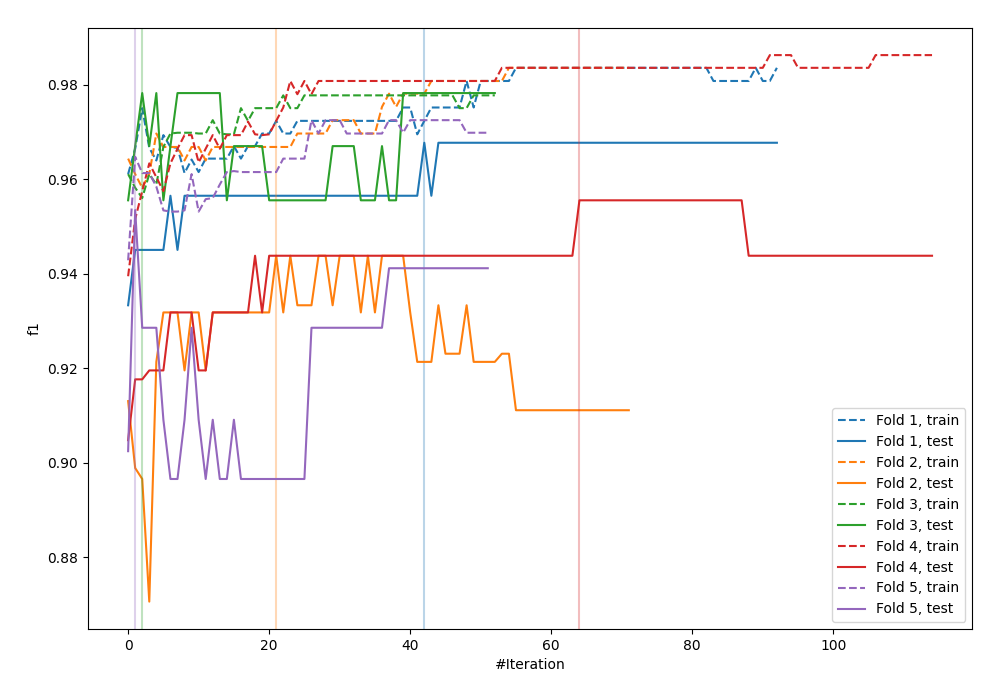 0.98
0.96
0.94
0.92
0.90
0.88
f1
0
20
40
60
80
100
#Iteration
Fold 1, train
Fold 1, test
Fold 2, train
Fold 2, test
Fold 3, train
Fold 3, test
Fold 4, train
Fold 4, test
Fold 5, train
Fold 5, test